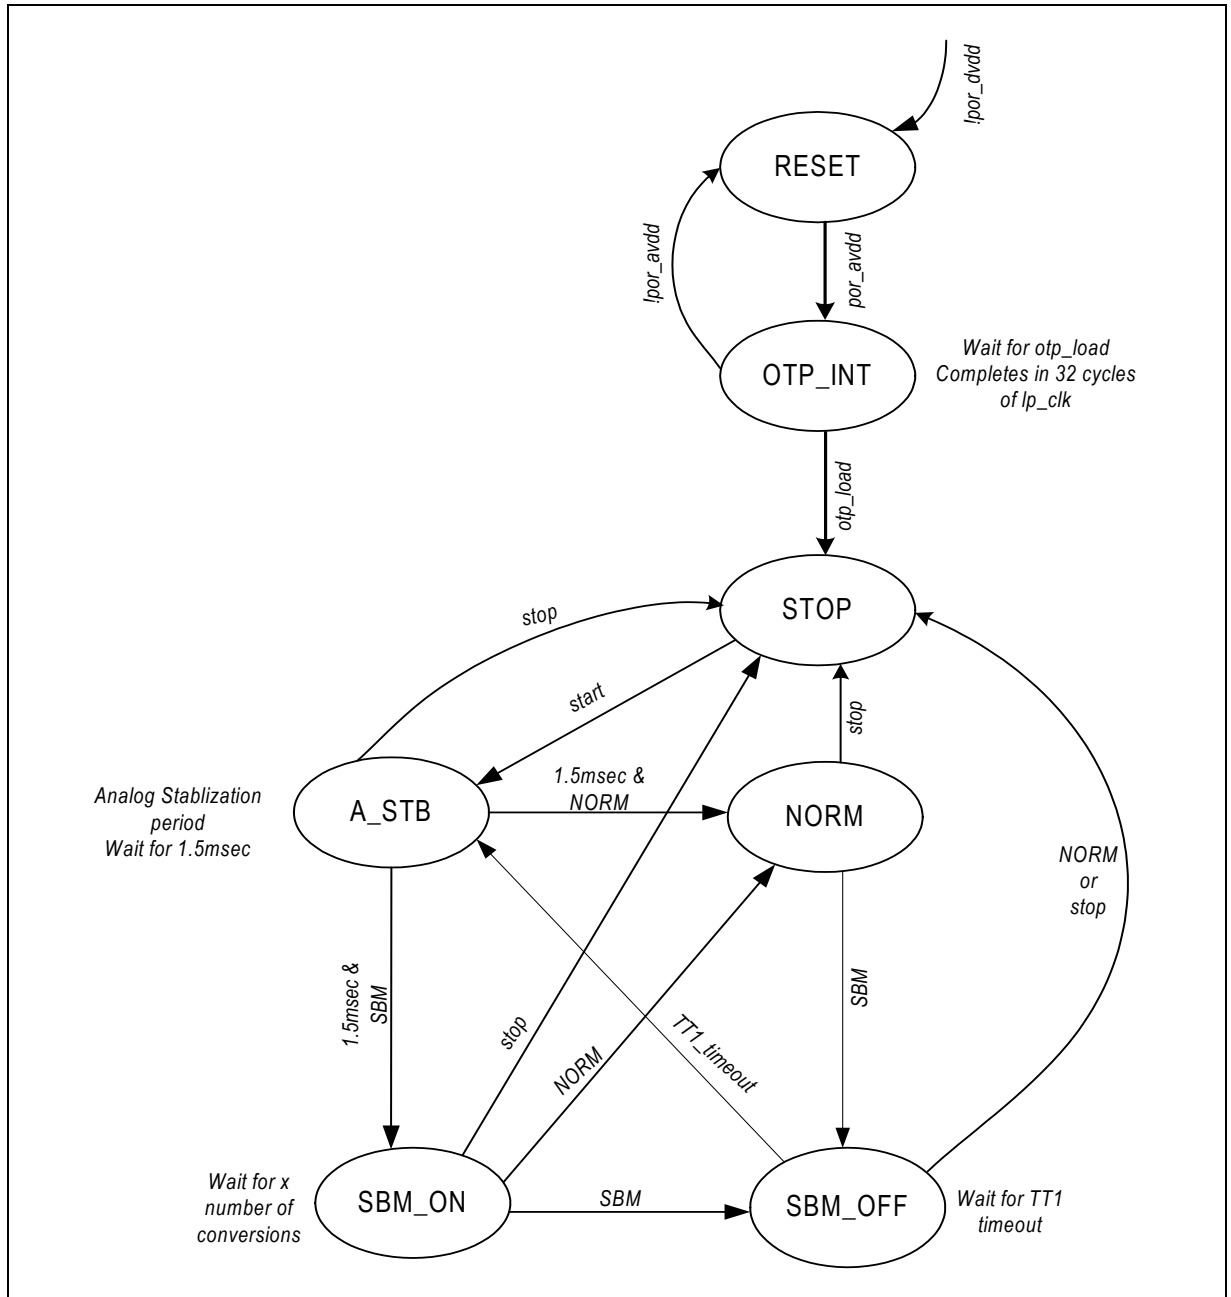 !por_dvdd
RESET
!por_avdd
por_avdd
OTP_INT
Wait for otp_load
Completes in 32 cycles
of lp_clk
otp_load
STOP
stop
start
stop
1.5msec &
NORM
A_STB
NORM
Analog Stablization
period
Wait for 1.5msec
NORM
or
stop
1.5msec &
SBM
stop
NORM
TT1_timeout
SBM
SBM_ON
Wait for x
number of
conversions
SBM
SBM_OFF
Wait for TT1
timeout